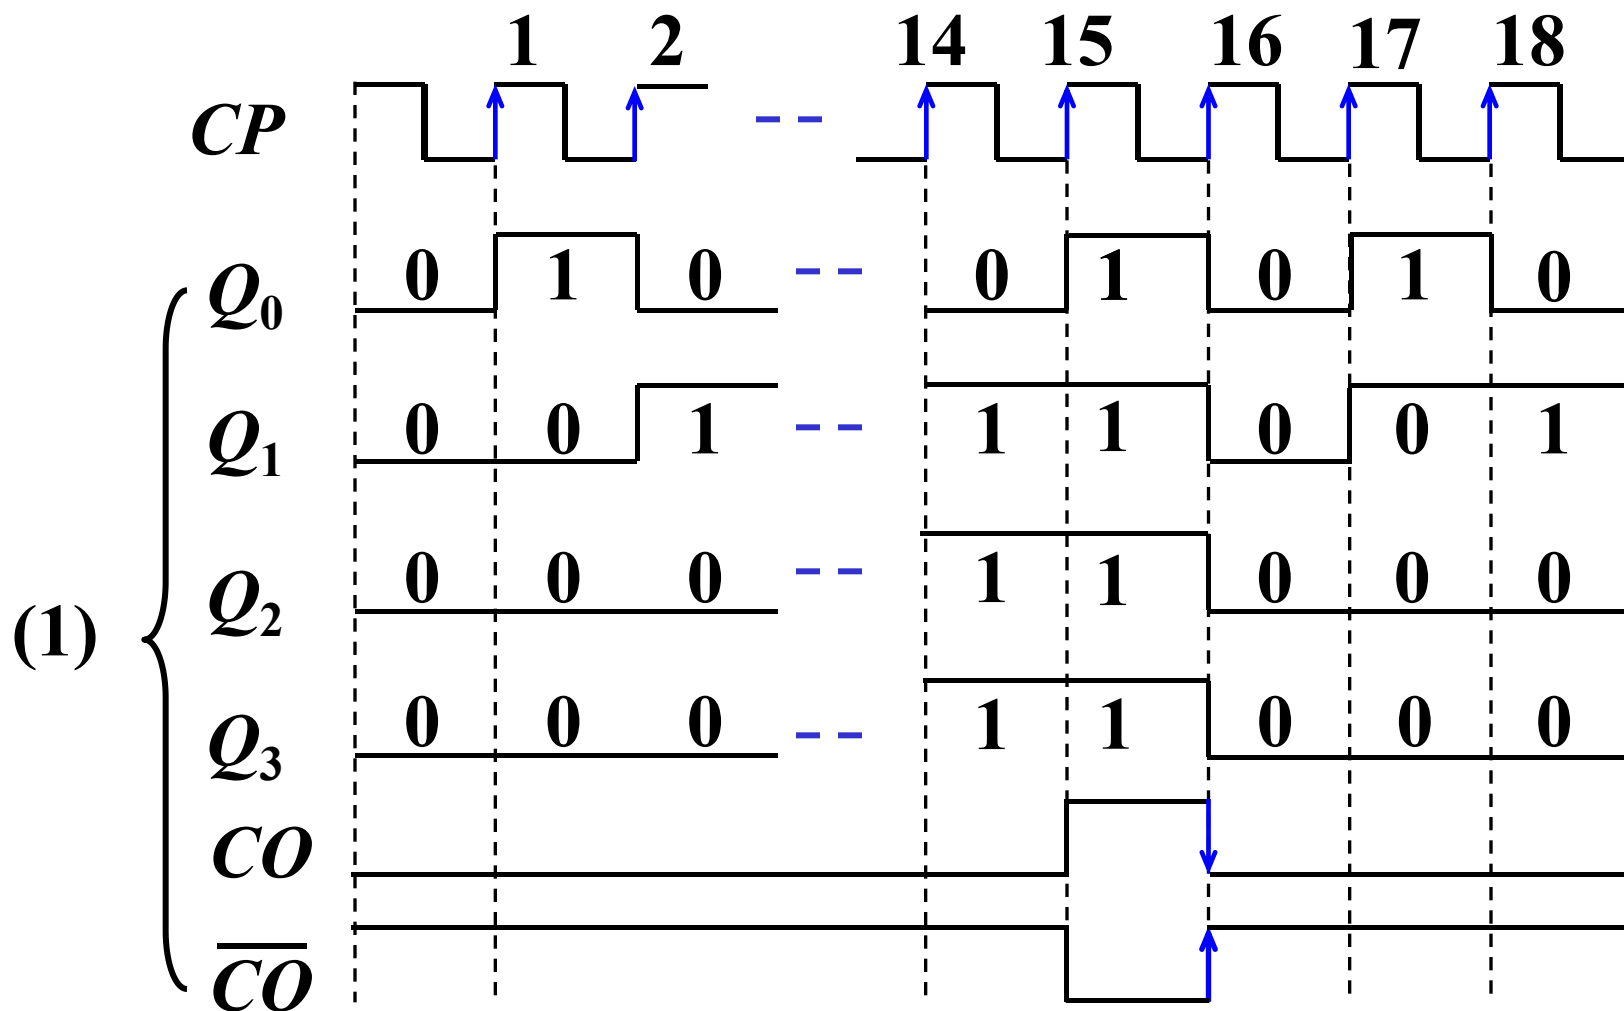 1 2 14 15 16 17 18
CP
Q0 0 1 0 0 1 0 1 0
Q1 0 0 1 1 1 0 0 1
Q2 0 0 0 1 1 0 0 0
(1)
Q3 0 0 0 1 1 0 0 0
CO
C̅O̅